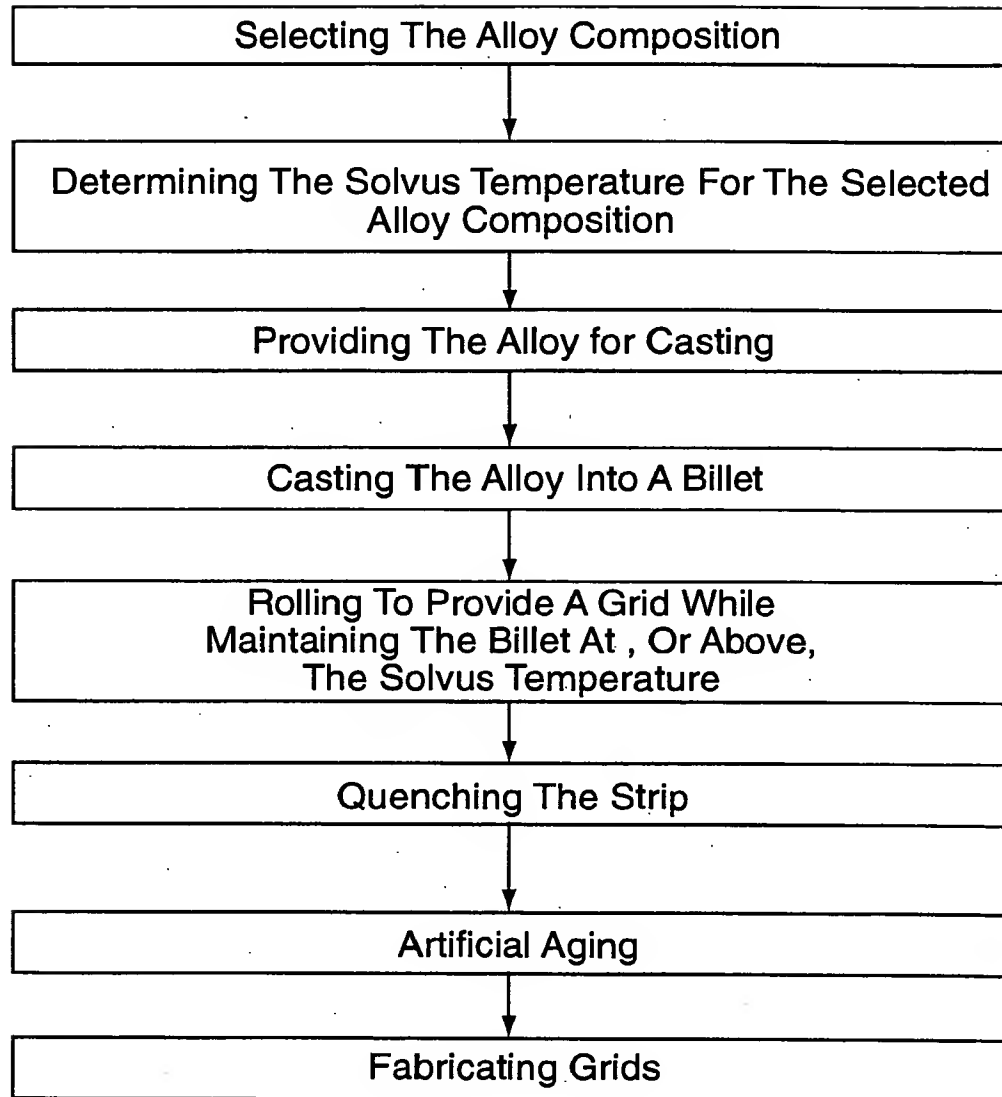 Selecting The Alloy Composition
Determining The Solvus Temperature For The Selected
Alloy Composition
Providing The Alloy for Casting
Casting The Alloy Into A Billet
Rolling To Provide A Grid While
Maintaining The Billet At , Or Above,
The Solvus Temperature
Quenching The Strip
Artificial Aging
Fabricating Grids